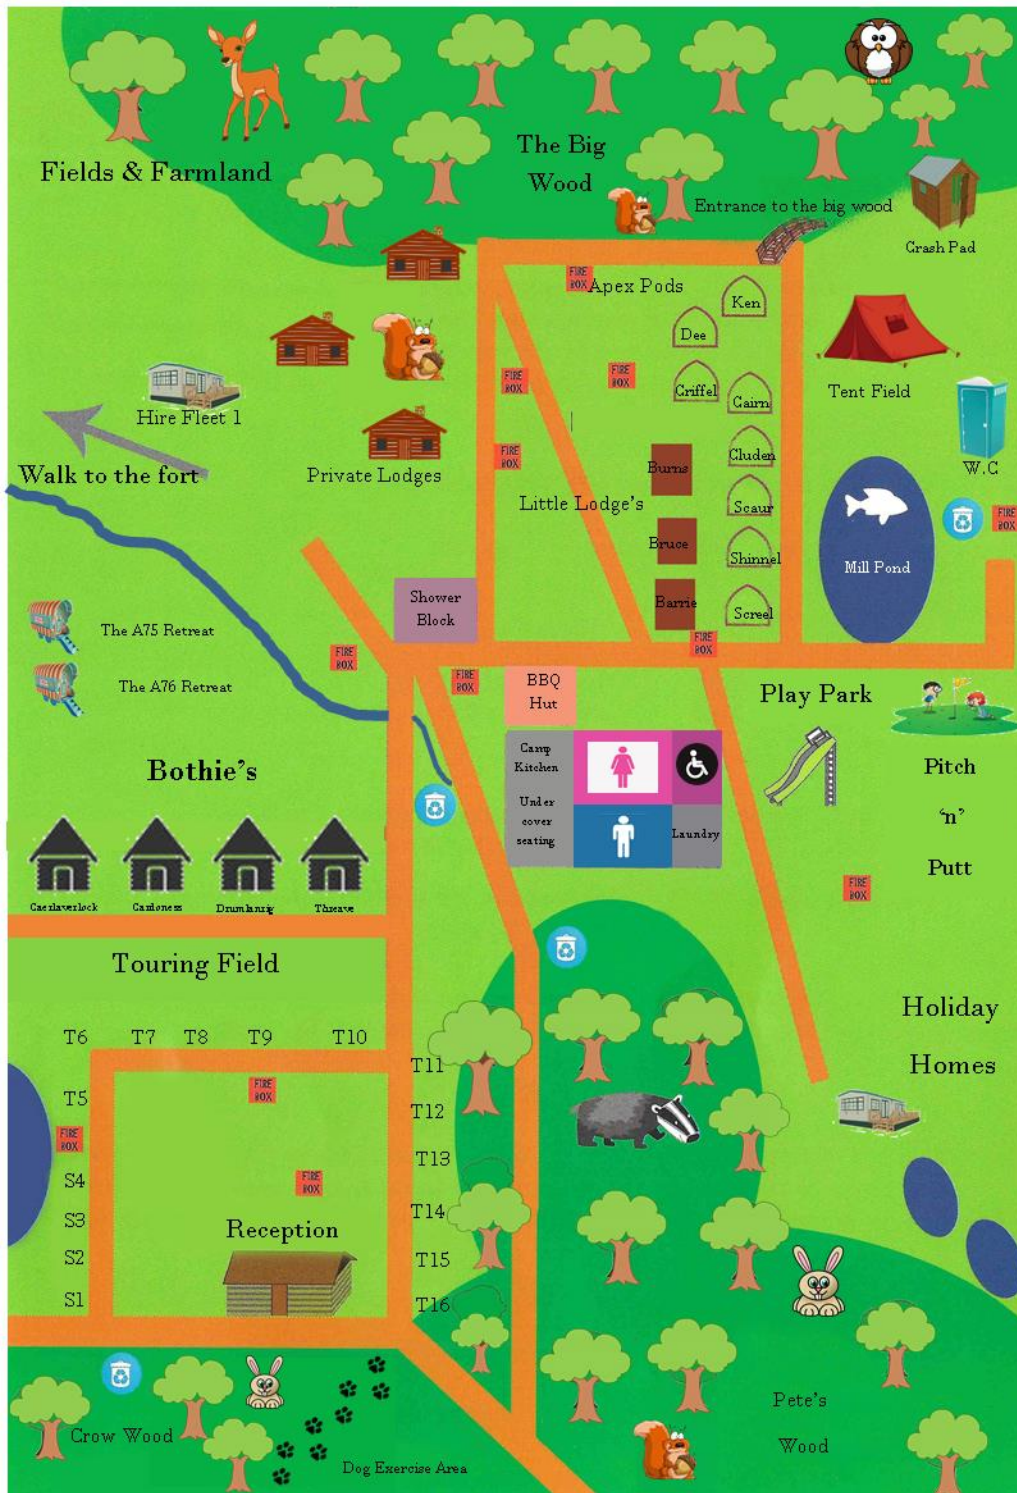 The Big
Wood
Fields & Farmland
Entrance to the big wood
Crash Pad
FIRE
BOX
Apex Pods
Ken
Dee
Tent Field
FIRE
BOX
FIRE
BOX
Criffel
Cairn
Hire Fleet 1
Walk to the fort
Private Lodges
FIRE
BOX
Burns
Cluden
W.C
Little Lodge's
Scaur
FIRE
BOX
Bruce
Shinnel
Mill Pond
Shower
Block
Barrie
Screel
The A75 Retreat
FIRE
BOX
FIRE
BOX
The A76 Retreat
FIRE
BOX
BBQ
Hut
Play Park
Bothie's
Camp
Kitchen
Under
cover
seating
Laundry
Pitch
'n'
Putt
FIRE
BOX
Caerlaverlock
Cardoness
Drumlanrig
Threave
Touring Field
Holiday
Homes
T6
T7
T8
T9
T10
T11
T5
FIRE
BOX
T12
FIRE
BOX
T13
S4
FIRE
BOX
S3
T14
Reception
S2
T15
S1
T16
Crow Wood
Dog Exercise Area
Pete's
Wood